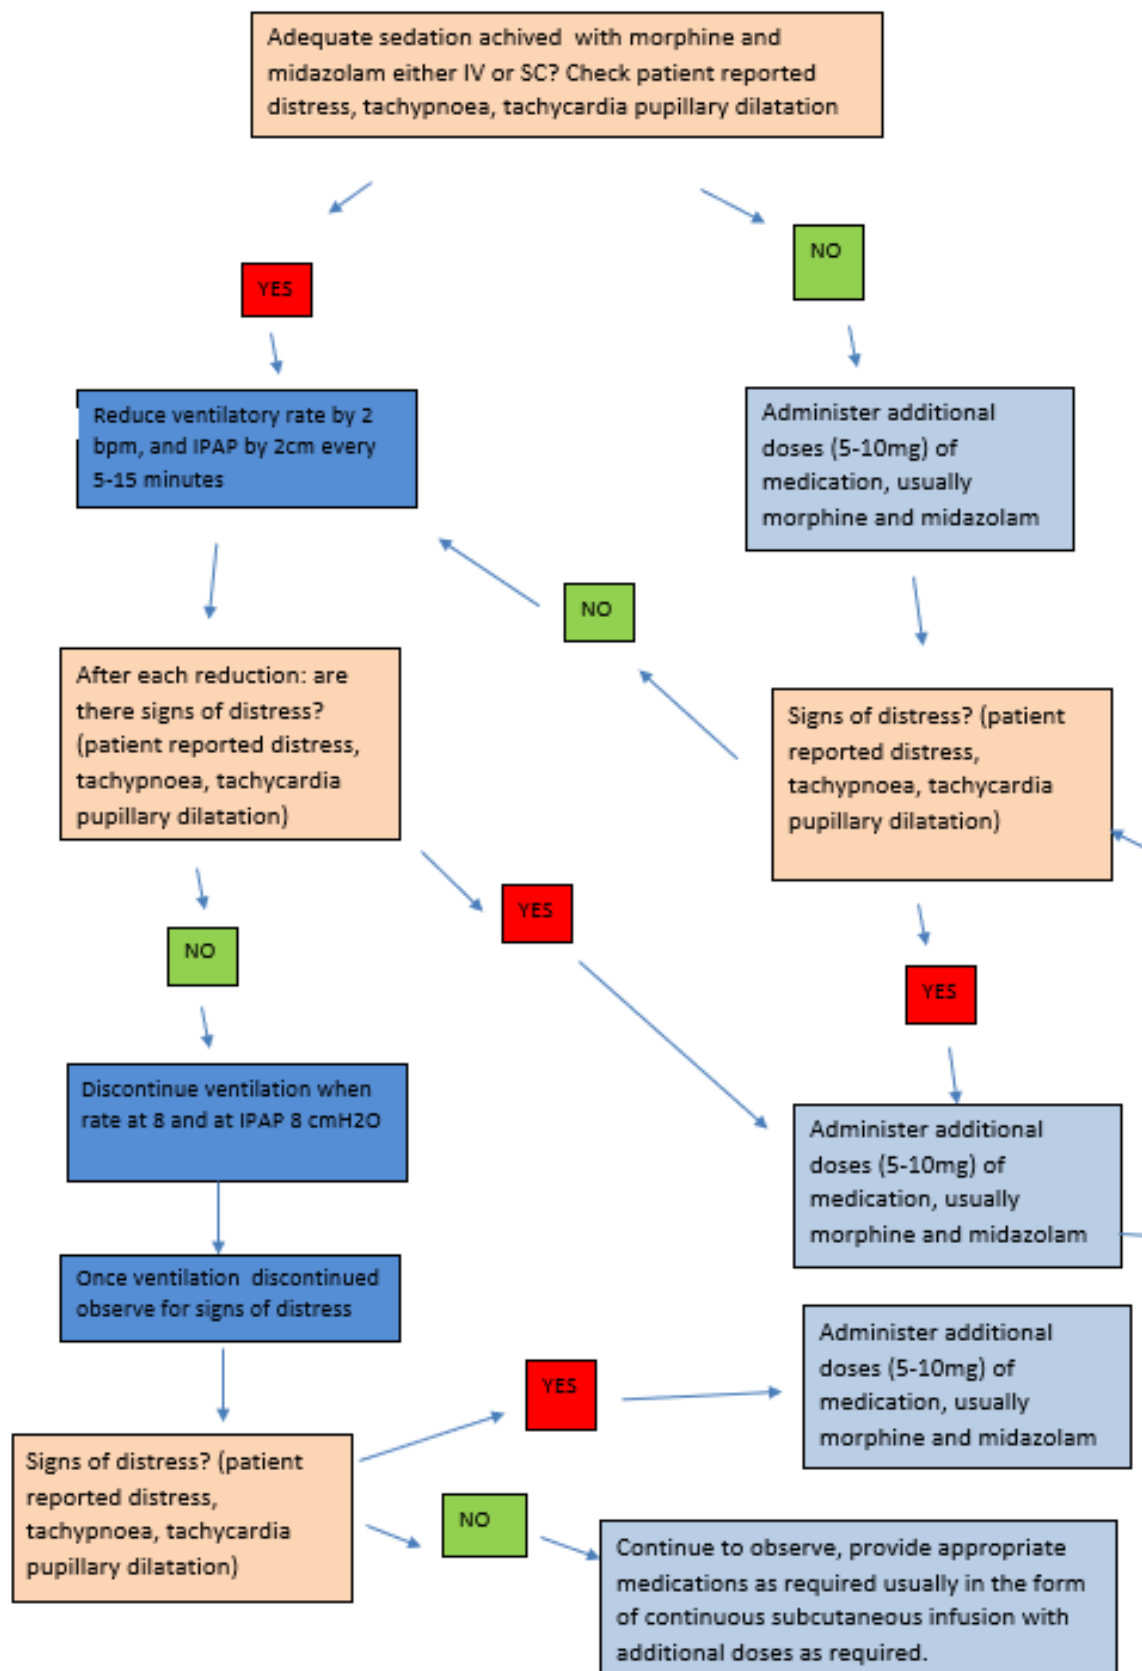 Adequate sedation achived with morphine and
midazolam either IV or SC? Check patient reported
distress, tachypnoea, tachycardia pupillary dilatation
NO
YES
Reduce ventilatory rate by 2
bpm, and IPAP by 2cm every
5-15 minutes
Administer additional
doses (5-10mg) of
medication, usually
morphine and midazolam
NO
After each reduction: are
there signs of distress?
(patient reported distress,
tachypnoea, tachycardia
pupillary dilatation)
Signs of distress? (patient
reported distress,
tachypnoea, tachycardia
pupillary dilatation)
YES
NO
YES
Discontinue ventilation when
rate at 8 and at IPAP 8 cmH2O
Administer additional
doses (5-10mg) of
medication, usually
morphine and midazolam
Once ventilation discontinued
observe for signs of distress
Administer additional
doses (5-10mg) of
medication, usually
morphine and midazolam
YES
Signs of distress? (patient
reported distress,
tachypnoea, tachycardia
pupillary dilatation)
NO
Continue to observe, provide appropriate
medications as required usually in the form
of continuous subcutaneous infusion with
additional doses as required.